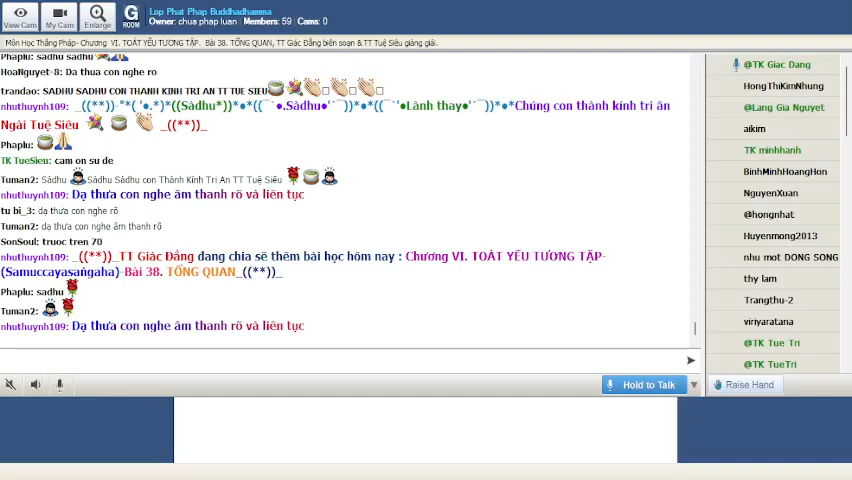 View Cam
My Cam
Enlarge
G
ROOM
Lop Phat Phap Buddhadhamma
Owner: chua phap luan | Members: 59 | Cams: 0
Môn Học Thắng Pháp- Chương VI. TOÁT YẾU TƯƠNG TẬP. Bài 38. TỔNG QUAN, TT Giác Đẳng biên soạn & TT Tuệ Siêu giảng giải.
Phaplu: sadhu sadhu
HoaNguyet-8: Da thua con nghe ro
trandao: SADHU SADHU CON THANH KINH TRI AN TT TUE SIEU
nhuthuynh109: _((**))-"*( '●.*)*((Sàdhu*))*●*((¯`●.Sàdhu●'´¯))*●*((¯`'●Lành thay●'´¯))*●*Chúng con thành kính tri ân
Ngài Tuệ Siêu _((**))_
Phaplu:
TK TueSieu: cam on su de
Tuman2: Sàdhu Sàdhu Sàdhu con Thành Kính Tri Ân TT Tuệ Siêu
nhuthuynh109: Dạ thưa con nghe âm thanh rõ và liên tục
tu bi_3: dạ thưa con nghe rõ
Tuman2: dạ thưa con nghe âm thanh rõ
SonSoul: truoc tren 70
nhuthuynh109: _((**))_TT Giác Đẳng đang chia sẽ thêm bài học hôm nay : Chương VI. TOÁT YẾU TƯƠNG TẬP-
(Samuccayasaṅgaha)-Bài 38. TỔNG QUAN_((**))_
Phaplu: sadhu
Tuman2:
nhuthuynh109: Dạ thưa con nghe âm thanh rõ và liên tục
Hold to Talk
@TK Giac Dang
HongThiKimNhung
@Lang Gia Nguyet
aikim
TK minhhanh
BinhMinhHoangHon
NguyenXuan
@hongnhat
Huyenmong2013
nhu mot DONG SONG
thy lam
Trangthu-2
viriyaratana
@TK Tue Tri
@TK TueTri
Raise Hand